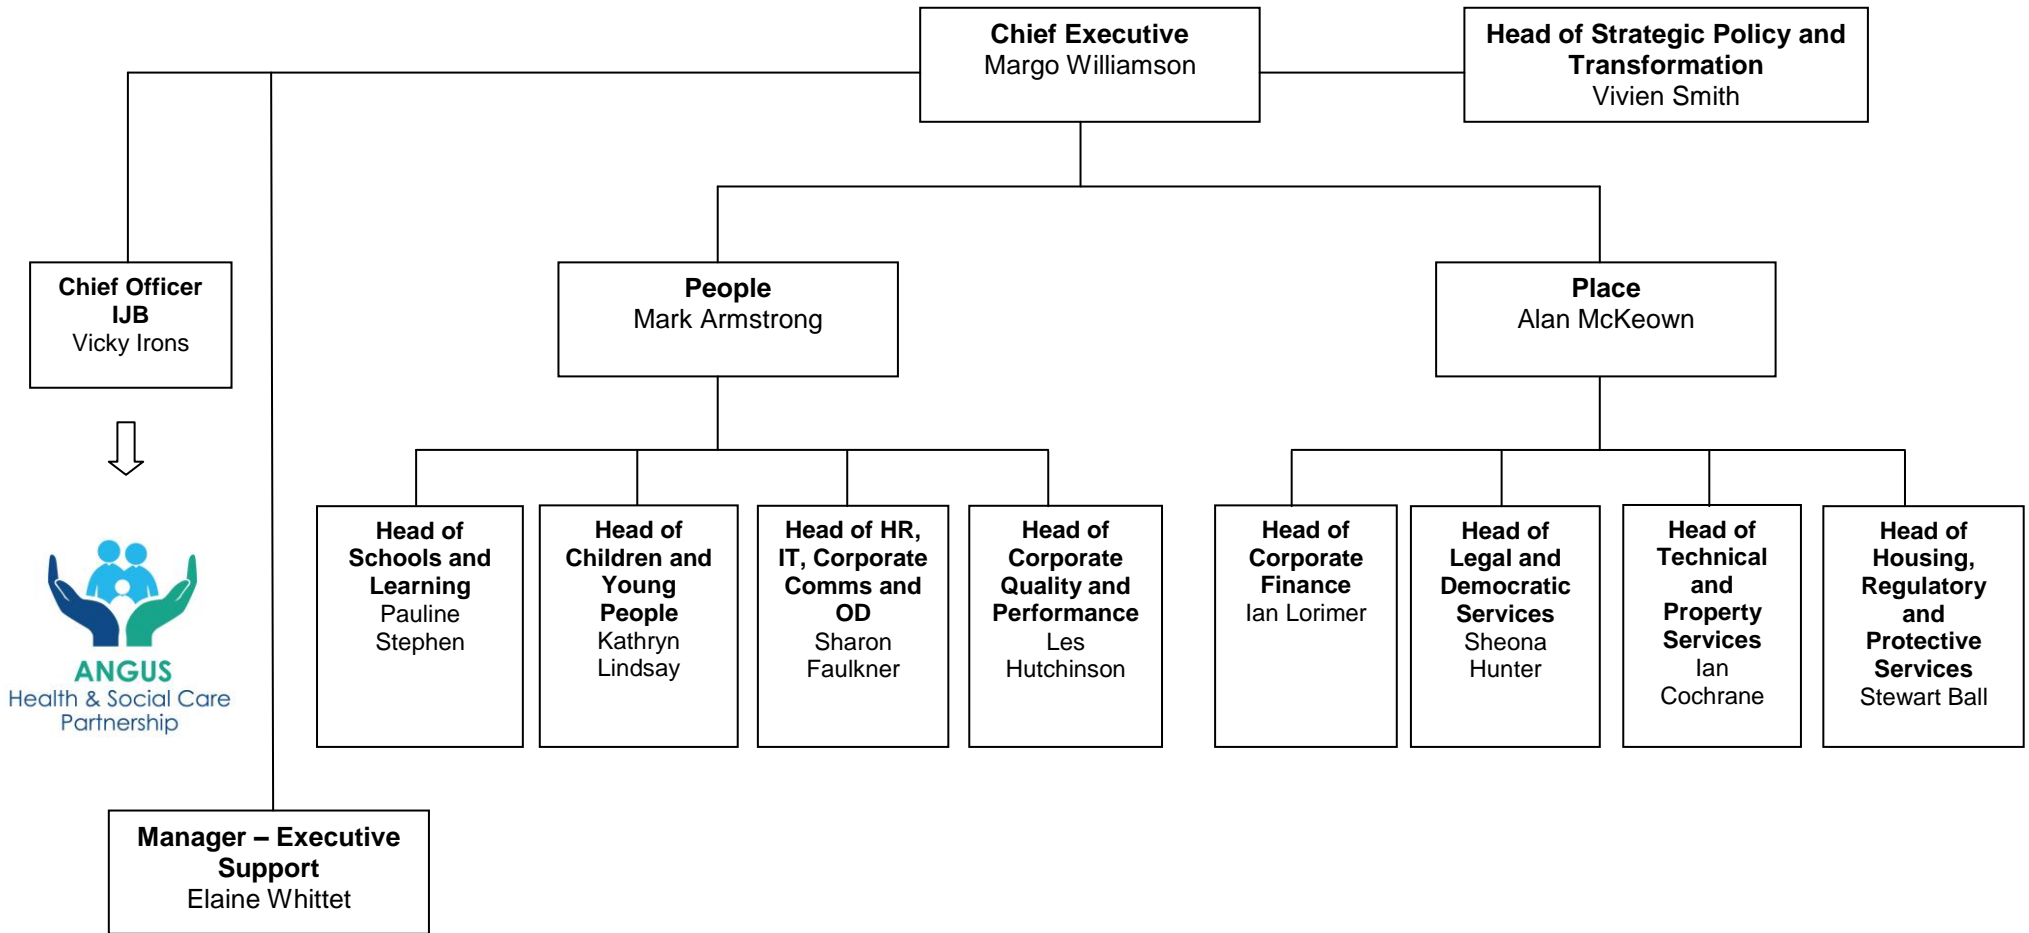 Chief Executive
Margo Williamson
Head of Strategic Policy and
Transformation
Vivien Smith
Chief Officer
IJB
Vicky Irons
People
Mark Armstrong
Place
Alan McKeown
ANGUS
Health & Social Care
Partnership
Head of
Schools and
Learning
Pauline
Stephen
Head of
Children and
Young
People
Kathryn
Lindsay
Head of HR,
IT, Corporate
Comms and
OD
Sharon
Faulkner
Head of
Corporate
Quality and
Performance
Les
Hutchinson
Head of
Corporate
Finance
Ian Lorimer
Head of
Legal and
Democratic
Services
Sheona
Hunter
Head of
Technical
and
Property
Services
Ian
Cochrane
Head of
Housing,
Regulatory
and
Protective
Services
Stewart Ball
Manager – Executive
Support
Elaine Whittet